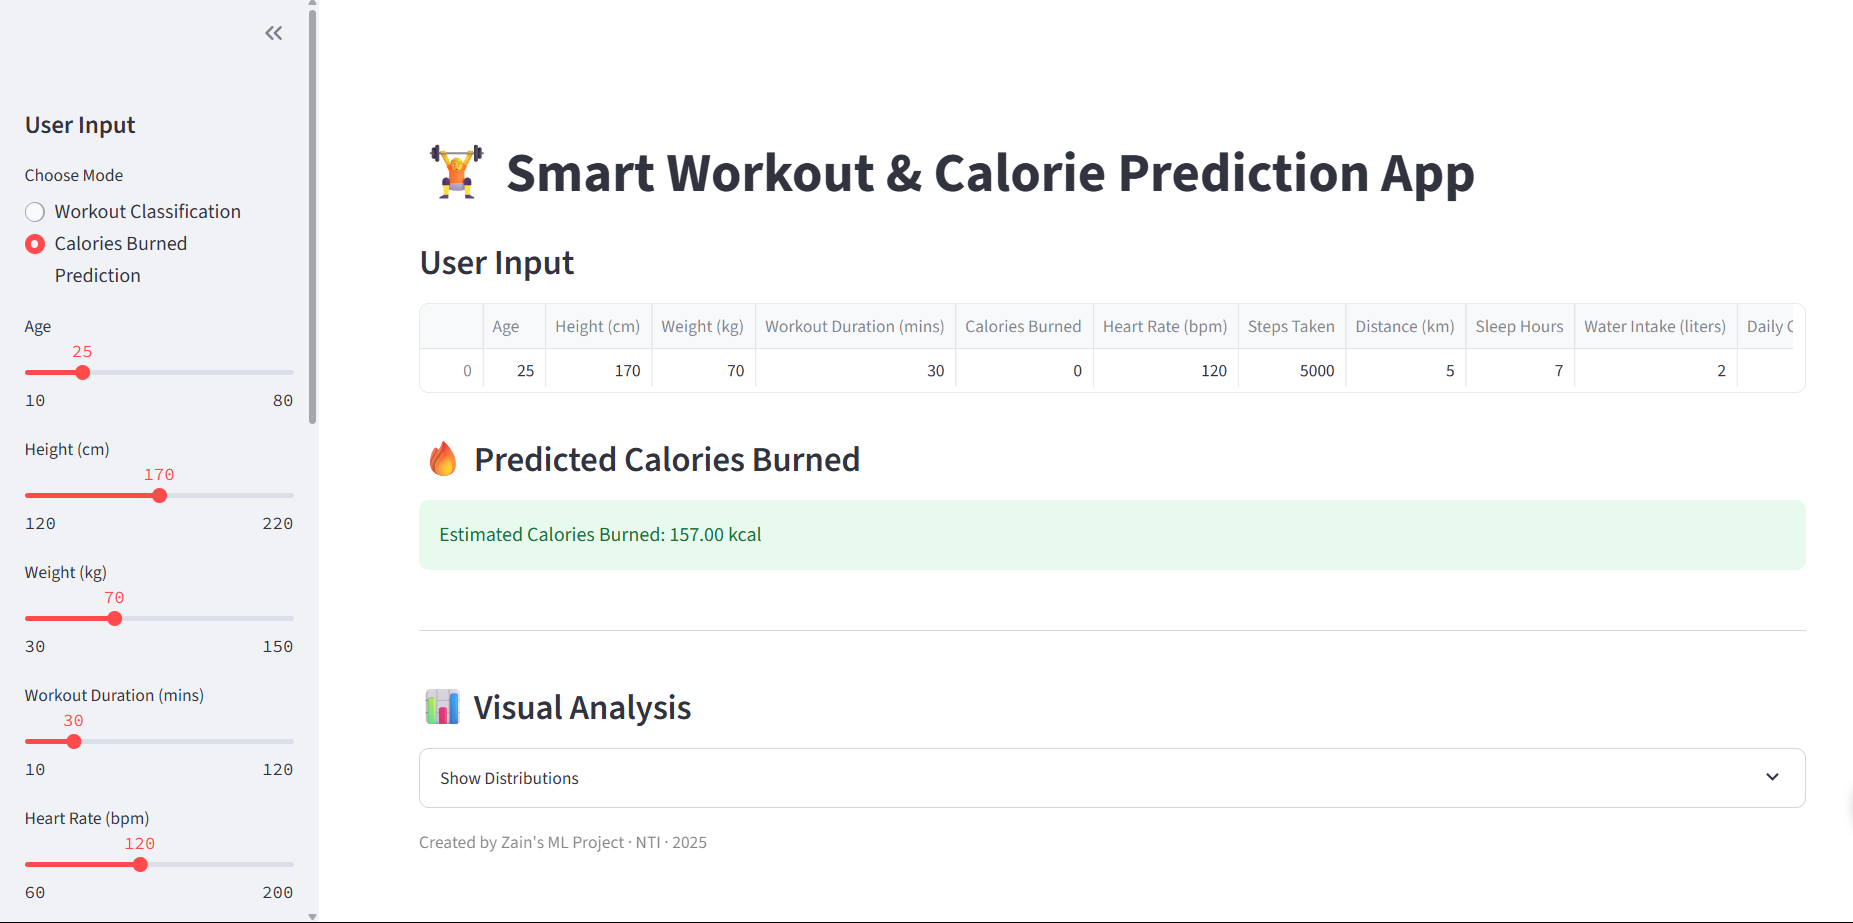 User Input
Choose Mode
Workout Classification
Calories Burned
Prediction
Age
25
10 80
Height (cm)
170
120 220
Weight (kg)
70
30 150
Workout Duration (mins)
30
10 120
Heart Rate (bpm)
120
60 200
Smart Workout & Calorie Prediction App
User Input
Age Height (cm) Weight (kg) Workout Duration (mins) Calories Burned Heart Rate (bpm) Steps Taken Distance (km) Sleep Hours Water Intake (liters) Daily
0 25 170 70 30 0 120 5000 5 7 2
Predicted Calories Burned
Estimated Calories Burned: 157.00 kcal
Visual Analysis
Show Distributions
Created by Zain's ML Project · NTI · 2025